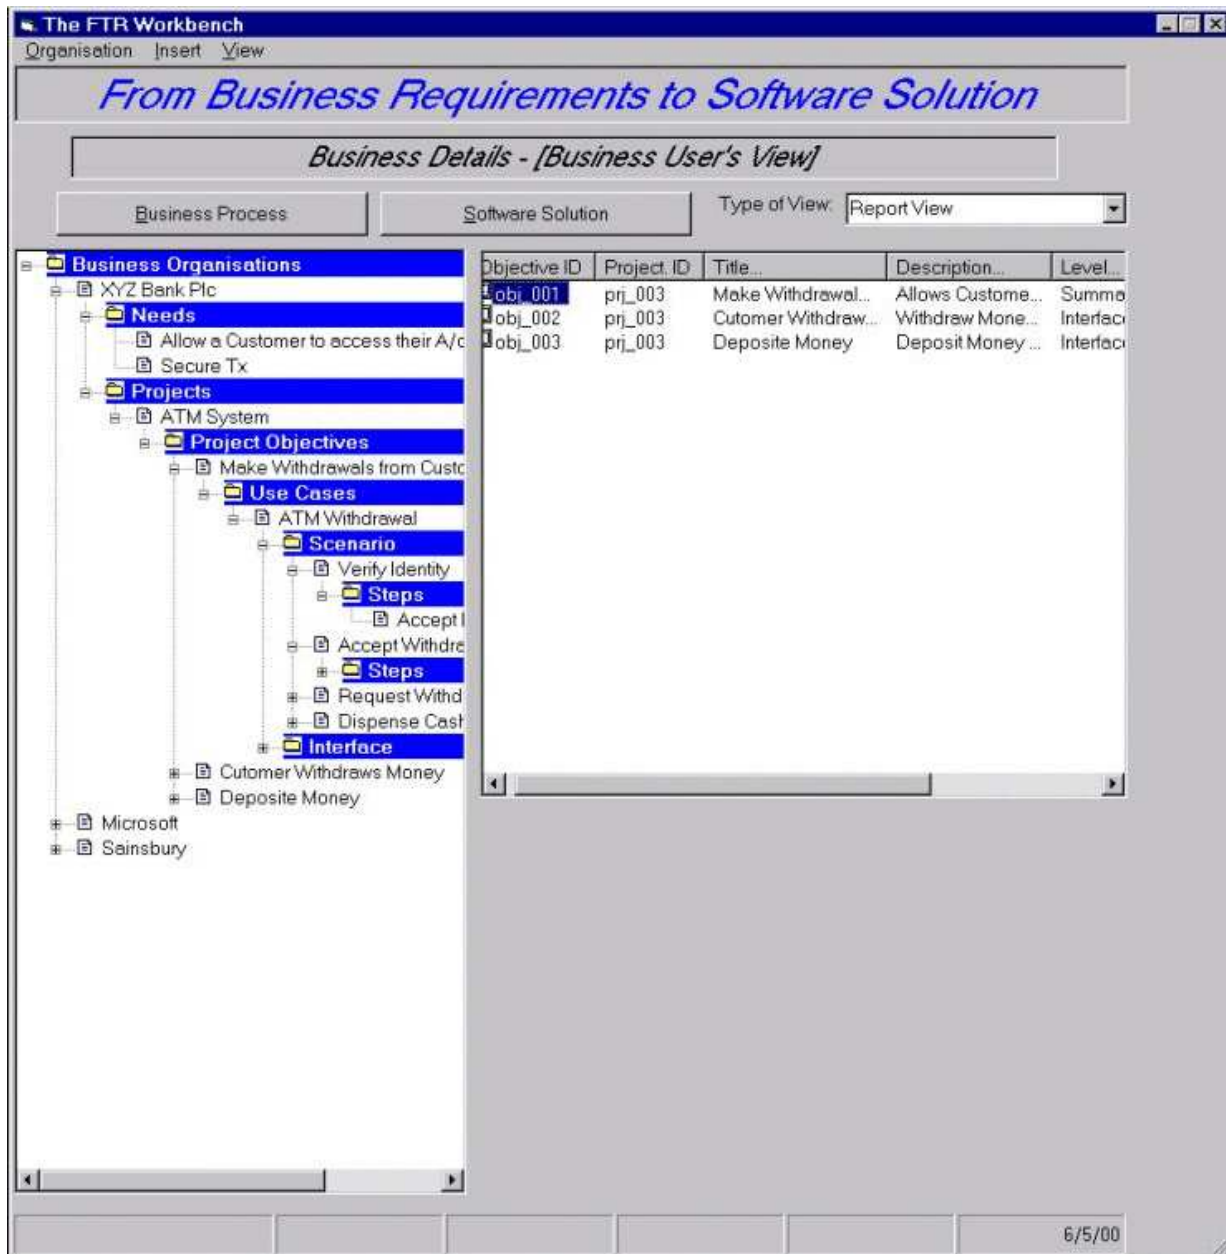 The FTR Workbench
Organisation Insert View
From Business Requirements to Software Solution
Business Details - [Business User's View]
Business Process
Software Solution
Type of View: Report View
Business Organisations
XYZ Bank Plc
Needs
Allow a Customer to access their A/c
Secure Tx
Projects
ATM System
Project Objectives
Make Withdrawals from Custo
Use Cases
ATM Withdrawal
Scenario
Verify Identity
Steps
Accept
Accept Withdra
Steps
Request Withd
Dispense Cash
Interface
Cutomer Withdraws Money
Deposite Money
Microsoft
Sainsbury
Objective ID Project. ID Title... Description... Level...
obj_001 prj_003 Make Withdrawal... Allows Custome... Summa
obj_002 prj_003 Cutomer Withdraw... Withdraw Mone... Interfac
obj_003 prj_003 Deposite Money Deposit Money ... Interfac
6/5/00